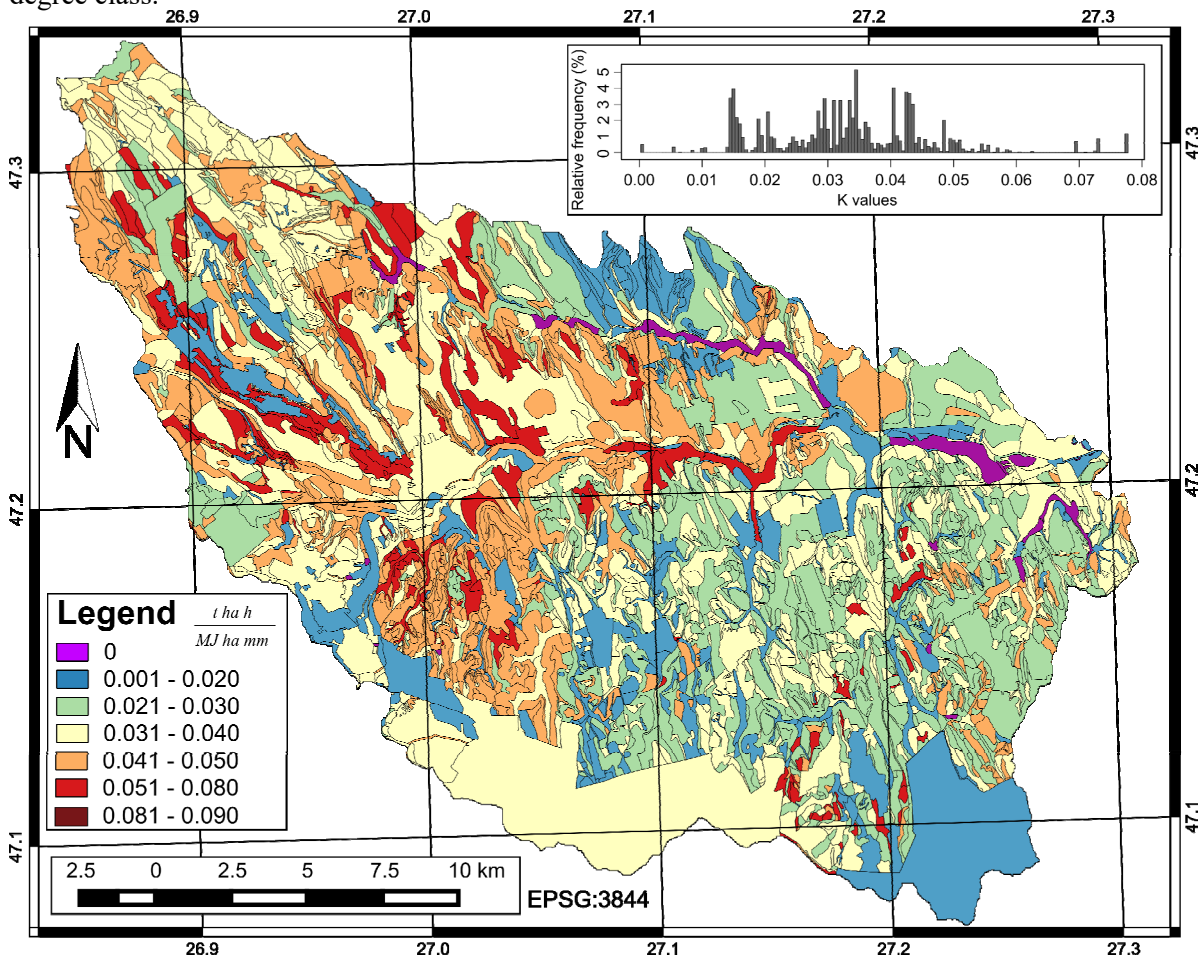 degree class.
26.9 27.0 27.1 27.2 27.3
Relative frequency (%)
5
4
3
2
1
0
0.00 0.01 0.02 0.03 0.04 0.05 0.06 0.07 0.08
K values
47.3 47.3
47.2 47.2
47.1 47.1
N
Legend t ha h
MJ ha mm
0
0.001 - 0.020
0.021 - 0.030
0.031 - 0.040
0.041 - 0.050
0.051 - 0.080
0.081 - 0.090
2.5 0 2.5 5 7.5 10 km
EPSG:3844
26.9 27.0 27.1 27.2 27.3